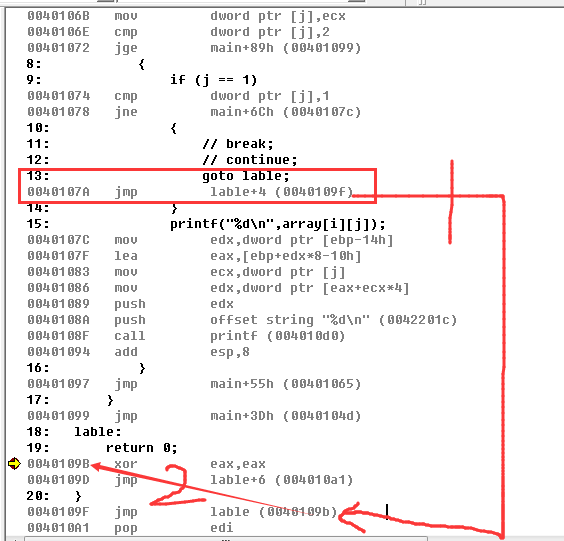 0040106B mov dword ptr [j],ecx
0040106E cmp dword ptr [j],2
00401072 jge main+89h (00401099)
8: {
9: if (j == 1)
00401074 cmp dword ptr [j],1
00401078 jne main+6Ch (0040107c)
10: {
11: // break;
12: // continue;
13: goto lable;
0040107A jmp lable+4 (0040109f)
14: }
15: printf("%d\n",array[i][j]);
0040107C mov edx,dword ptr [ebp-14h]
0040107F lea eax,[ebp+edx*8-10h]
00401083 mov ecx,dword ptr [j]
00401086 mov edx,dword ptr [eax+ecx*4]
00401089 push edx
0040108A push offset string "%d\n" (0042201c)
0040108F call printf (004010d0)
00401094 add esp,8
16: }
00401097 jmp main+55h (00401065)
17: }
00401099 jmp main+3Dh (0040104d)
18: lable:
19: return 0;
0040109B xor eax,eax
0040109D jmp lable+6 (004010a1)
20: }
0040109F jmp lable (0040109b)
004010A1 pop edi
1
2